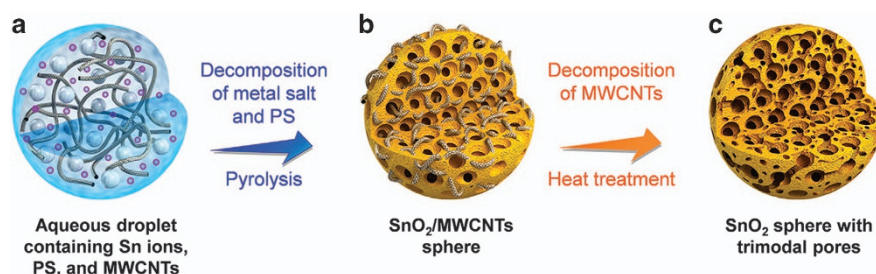 a
b
c
Decomposition
of metal salt
and PS
Pyrolysis
Decomposition
of MWCNTs
Heat treatment
Aqueous droplet
containing Sn ions,
PS, and MWCNTs
SnO₂/MWCNTs
sphere
SnO₂ sphere with
trimodal pores